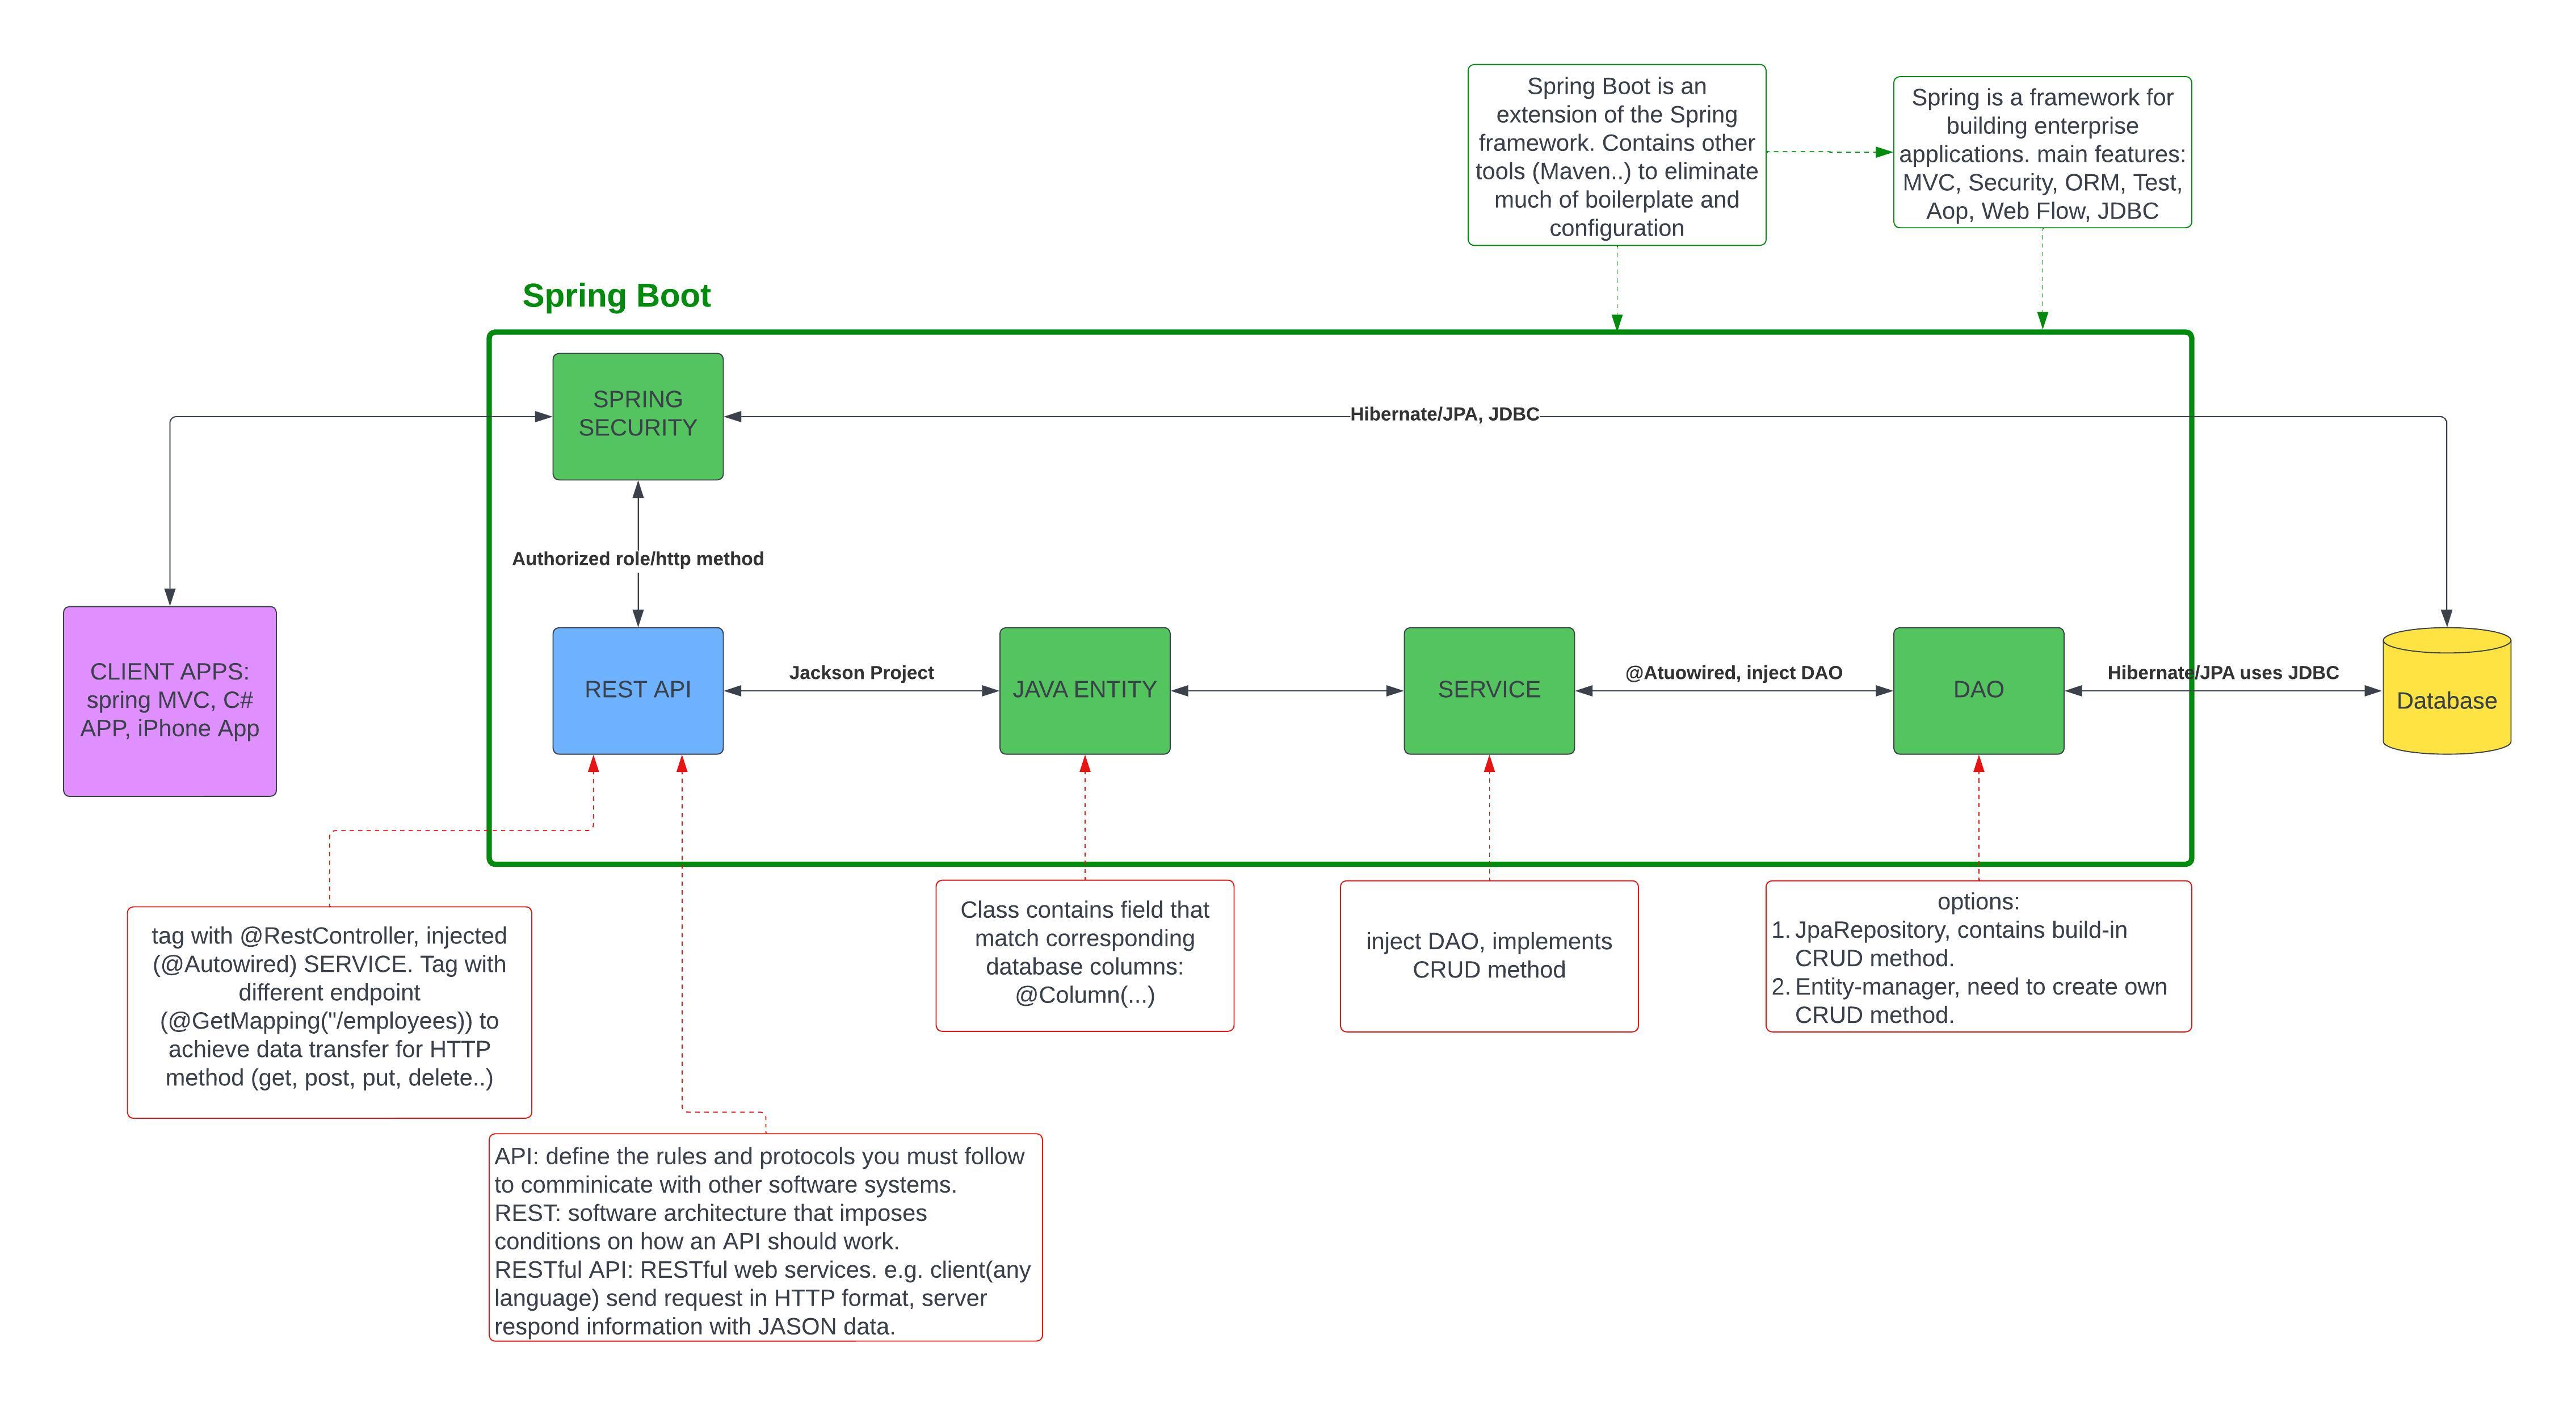 Spring Boot is an
extension of the Spring
framework. Contains other
tools (Maven..) to eliminate
much of boilerplate and
configuration
Spring is a framework for
building enterprise
applications. main features:
MVC, Security, ORM, Test,
Aop, Web Flow, JDBC
Spring Boot
SPRING
SECURITY
Hibernate/JPA, JDBC
Authorized role/http method
CLIENT APPS:
spring MVC, C#
APP, iPhone App
REST API
Jackson Project
JAVA ENTITY
SERVICE
@Atuowired, inject DAO
DAO
Hibernate/JPA uses JDBC
Database
tag with @RestController, injected
(@Autowired) SERVICE. Tag with
different endpoint
(@GetMapping("/employees)) to
achieve data transfer for HTTP
method (get, post, put, delete..)
Class contains field that
match corresponding
database columns:
@Column(...)
inject DAO, implements
CRUD method
options:
1. JpaRepository, contains build-in
CRUD method.
2. Entity-manager, need to create own
CRUD method.
API: define the rules and protocols you must follow
to comminicate with other software systems.
REST: software architecture that imposes
conditions on how an API should work.
RESTful API: RESTful web services. e.g. client(any
language) send request in HTTP format, server
respond information with JASON data.